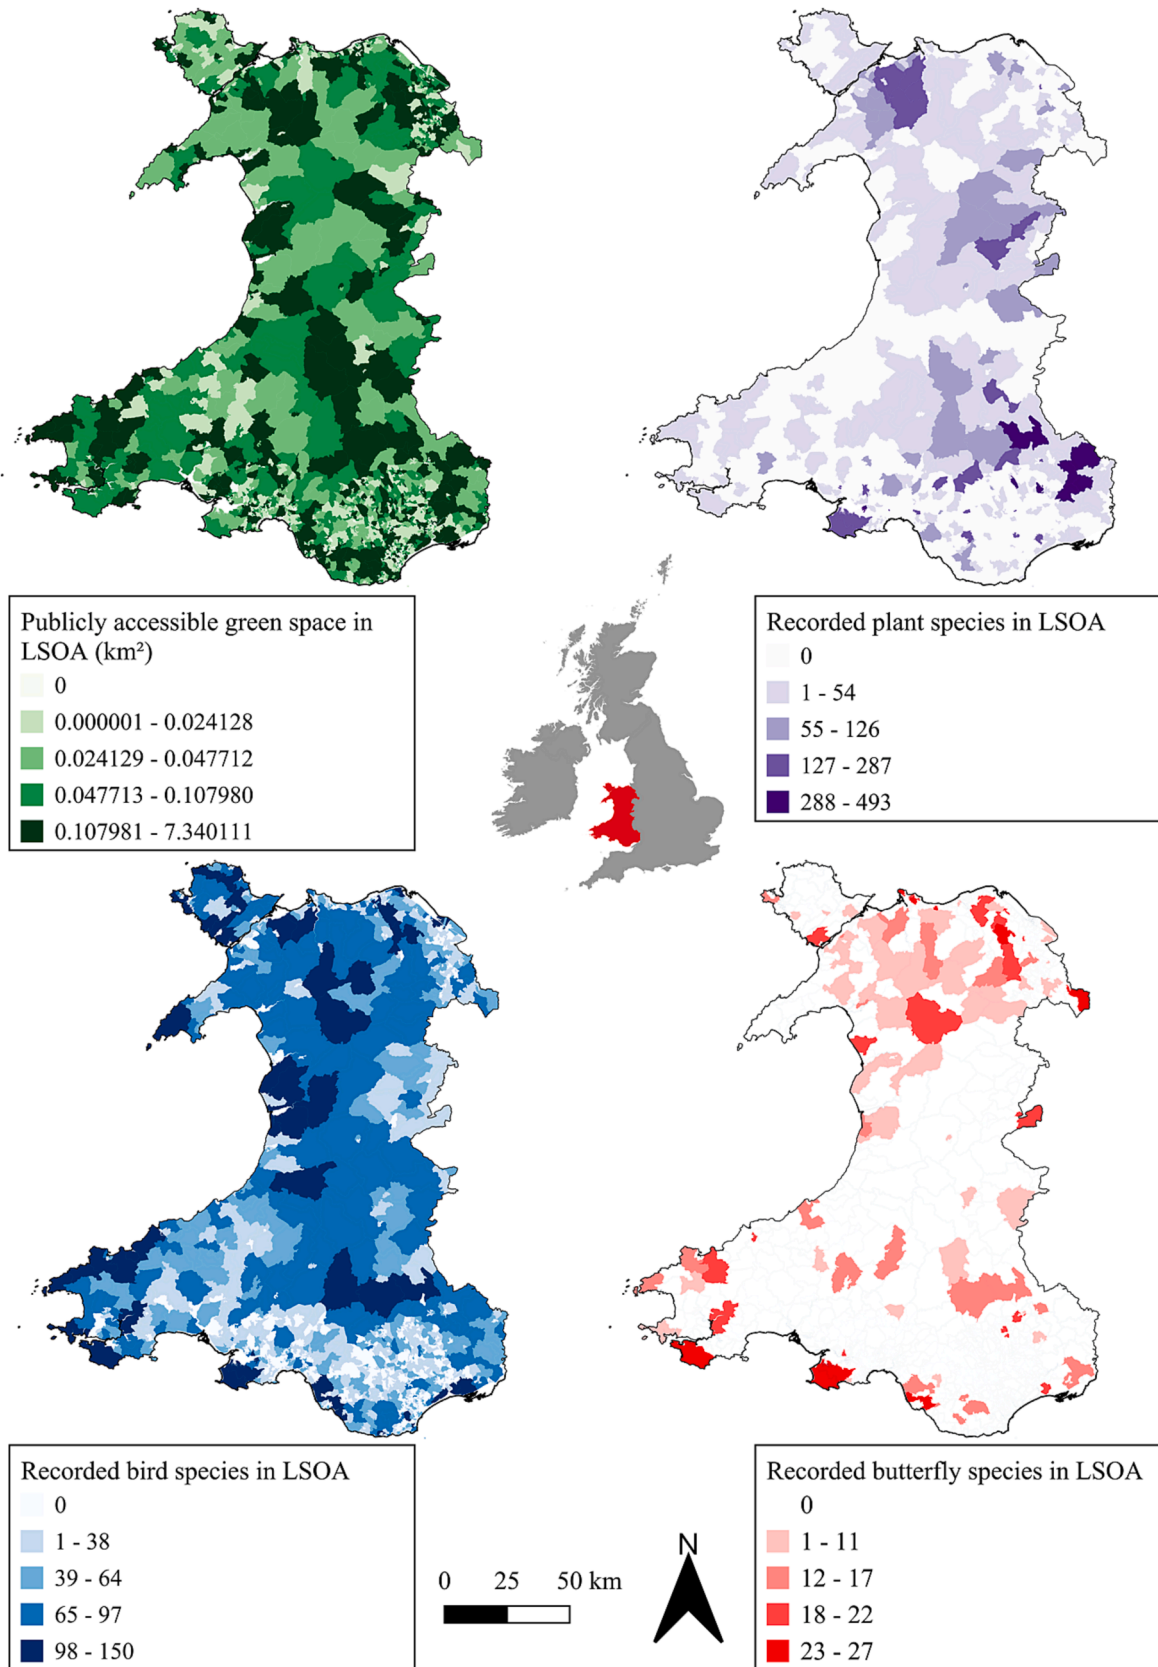 Publicly accessible green space in
LSOA (km²)
0
0.000001 - 0.024128
0.024129 - 0.047712
0.047713 - 0.107980
0.107981 - 7.340111
Recorded plant species in LSOA
0
1 - 54
55 - 126
127 - 287
288 - 493
Recorded bird species in LSOA
0
1 - 38
39 - 64
65 - 97
98 - 150
0 25 50 km
N
Recorded butterfly species in LSOA
0
1 - 11
12 - 17
18 - 22
23 - 27